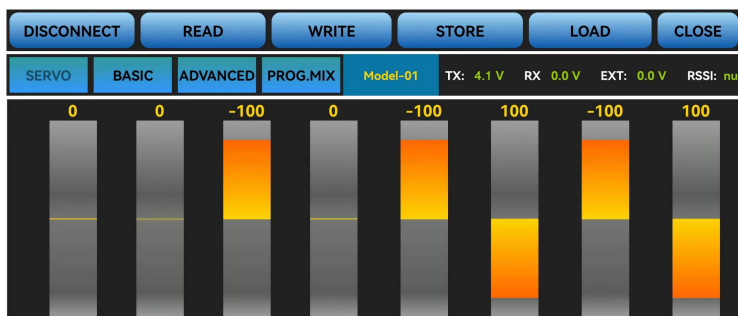 DISCONNECT READ WRITE STORE LOAD CLOSE
SERVO BASIC ADVANCED PROG.MIX Model-01 TX: 4.1 V RX 0.0 V EXT: 0.0 V RSSI: nu
0 0 -100 0 -100 100 -100 100